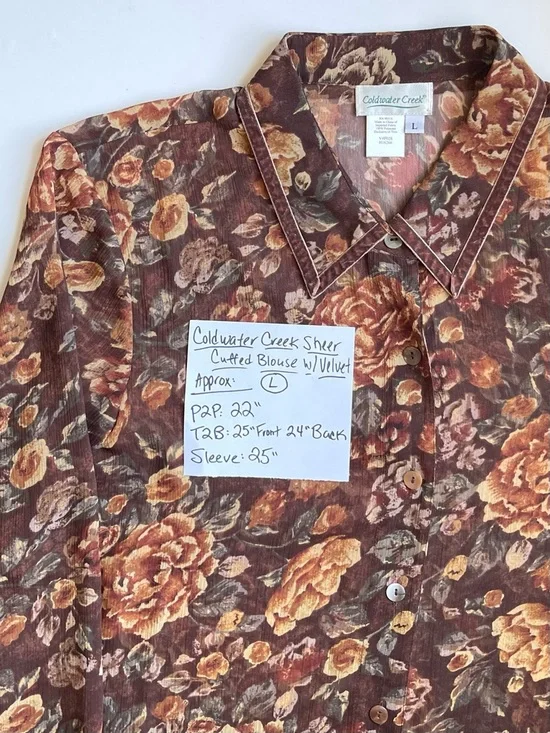 Coldwater Creek®
L
Coldwater Creek Sheer
Cuffed Blouse w/ Velvet
Approx: L
P2P: 22"
T2B: 25" Front 24" Back
Sleeve: 25"